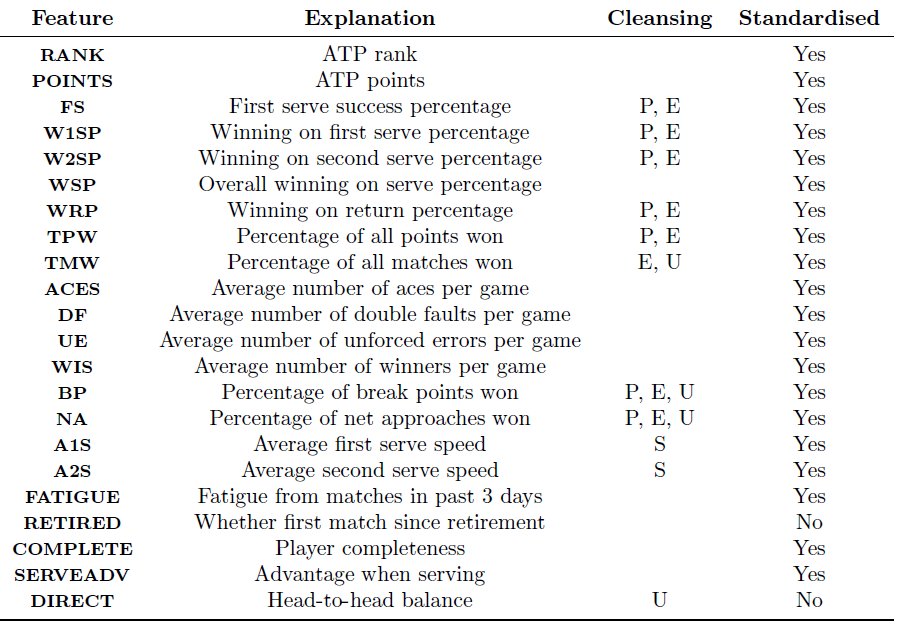 Feature Explanation Cleansing Standardised
RANK ATP rank Yes
POINTS ATP points Yes
FS First serve success percentage P, E Yes
W1SP Winning on first serve percentage P, E Yes
W2SP Winning on second serve percentage P, E Yes
WSP Overall winning on serve percentage Yes
WRP Winning on return percentage P, E Yes
TPW Percentage of all points won P, E Yes
TMW Percentage of all matches won E, U Yes
ACES Average number of aces per game Yes
DF Average number of double faults per game Yes
UE Average number of unforced errors per game Yes
WIS Average number of winners per game Yes
BP Percentage of break points won P, E, U Yes
NA Percentage of net approaches won P, E, U Yes
A1S Average first serve speed S Yes
A2S Average second serve speed S Yes
FATIGUE Fatigue from matches in past 3 days Yes
RETIRED Whether first match since retirement No
COMPLETE Player completeness Yes
SERVEADV Advantage when serving Yes
DIRECT Head-to-head balance U No